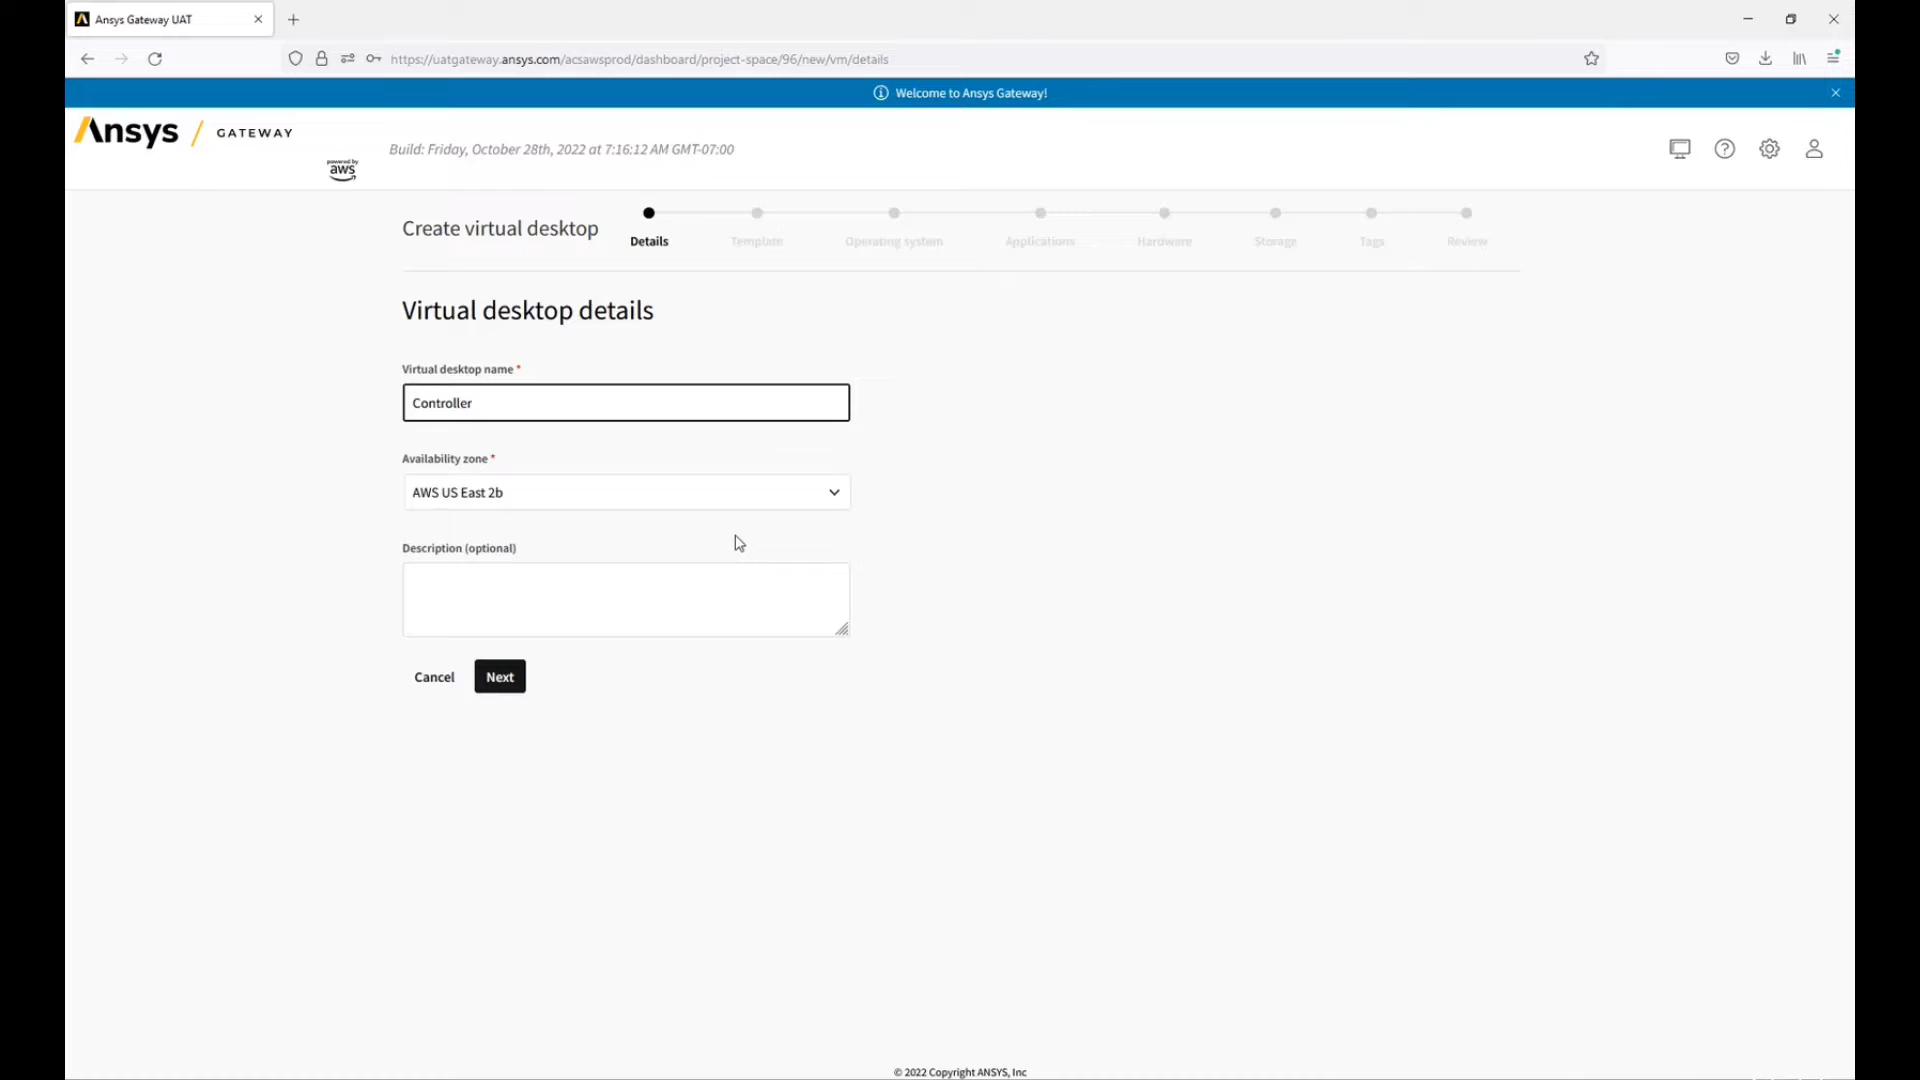 Ansys Gateway UAT
https://uatgateway.ansys.com/acsawsprod/dashboard/project-space/96/new/vm/details
Welcome to Ansys Gateway!
Ansys / GATEWAY
powered by
aws
Build: Friday, October 28th, 2022 at 7:16:12 AM GMT-07:00
Create virtual desktop
Details
Template
Operating system
Applications
Hardware
Storage
Tags
Review
Virtual desktop details
Virtual desktop name *
Controller
Availability zone *
AWS US East 2b
Description (optional)
Cancel
Next
© 2022 Copyright ANSYS, Inc